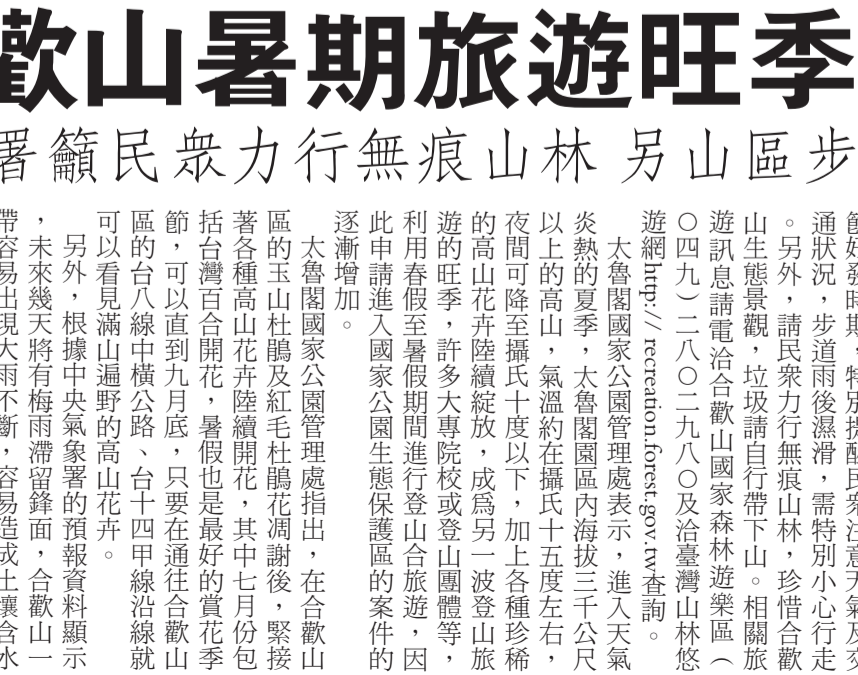 歡山暑期旅遊旺季
署籲民眾力行無痕山林 另山區步
節好發時期，特別提醒民眾注意天氣及交
通狀況，步道雨後濕滑，需特別小心行走
。另外，請民眾力行無痕山林，珍惜合歡
山生態景觀，垃圾請自行帶下山。相關旅
遊訊息請電洽合歡山國家森林遊樂區（
〇四九）二八〇二九八〇及洽臺灣山林悠
遊網http:// recreation.forest.gov.tw查詢。
太魯閣國家公園管理處表示，進入天氣
炎熱的夏季，太魯閣園區內海拔三千公尺
以上的高山，氣溫約在攝氏十五度左右，
夜間可降至攝氏十度以下，加上各種珍稀
的高山花卉陸續綻放，成爲另一波登山旅
遊的旺季，許多大專院校或登山團體等，
利用春假至暑假期間進行登山合旅遊，因
此申請進入國家公園生態保護區的案件的
逐漸增加。
太魯閣國家公園管理處指出，在合歡山
區的玉山杜鵑及紅毛杜鵑花凋謝後，緊接
著各種高山花卉陸續開花，其中七月份包
括台灣百合開花，暑假也是最好的賞花季
節，可以直到九月底，只要在通往合歡山
區的台八線中橫公路、台十四甲線沿線就
可以看見滿山遍野的高山花卉。
另外，根據中央氣象署的預報資料顯示
，未來幾天將有梅雨滯留鋒面，合歡山一
帶容易出現大雨不斷，容易造成土壤含水